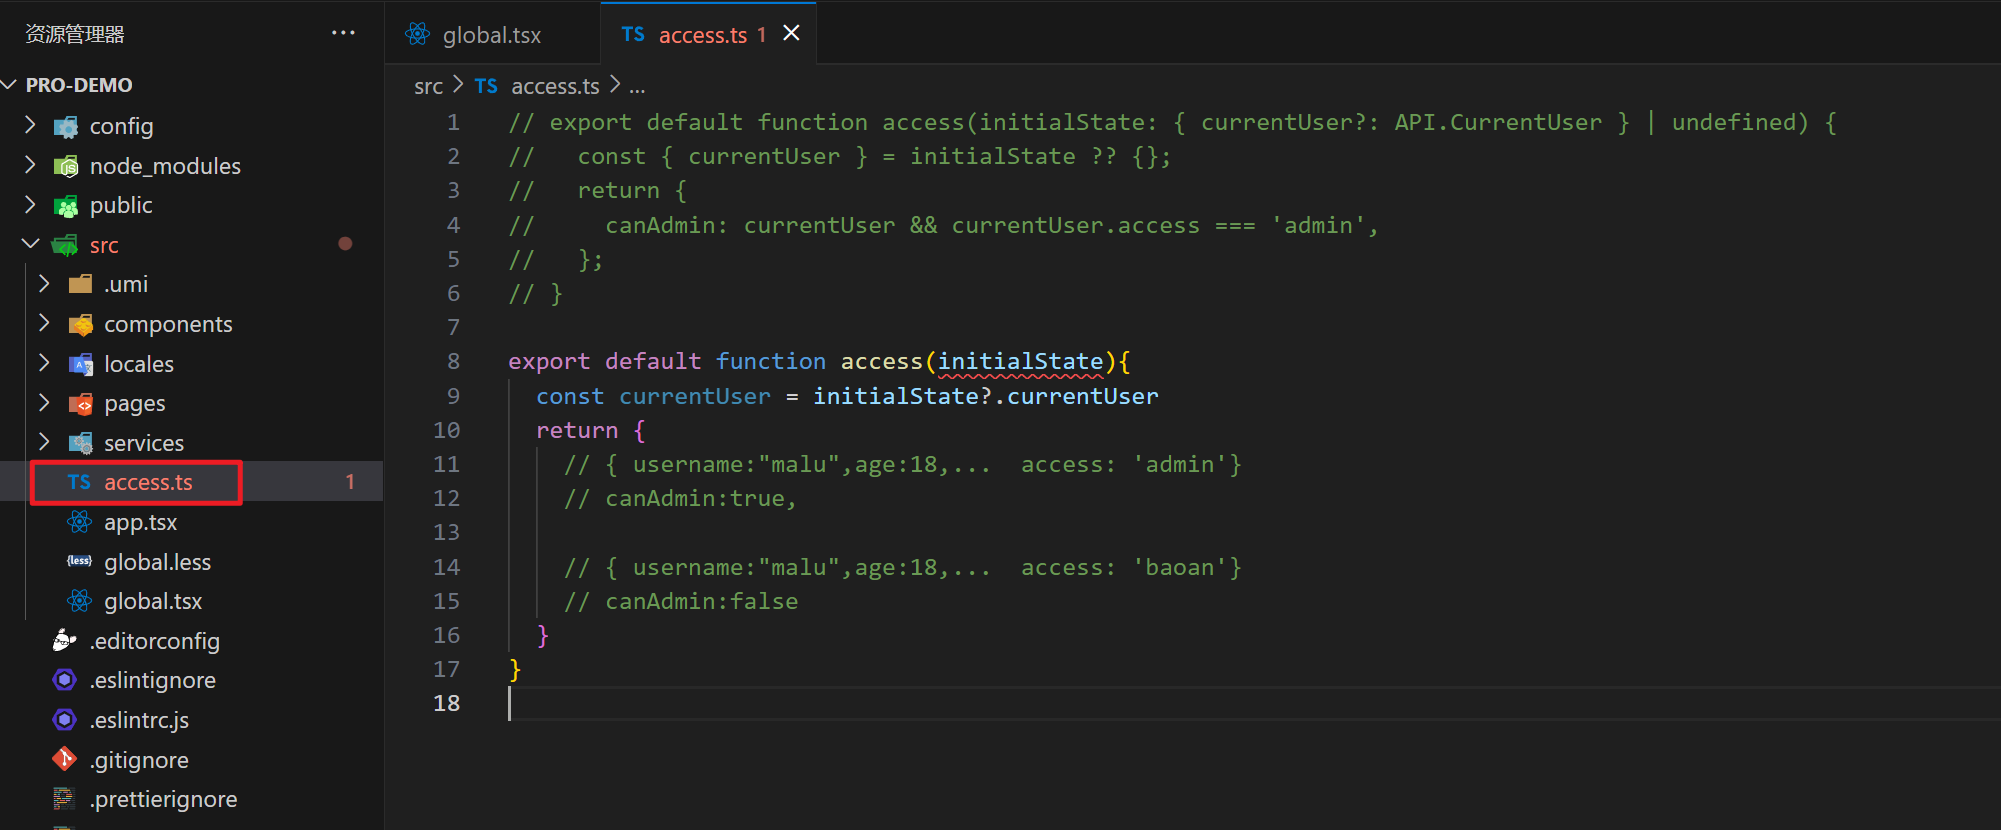 资源管理器 ...
PRO-DEMO
config
node_modules
public
src
.umi
components
locales
pages
services
TS access.ts 1
app.tsx
{less} global.less
global.tsx
.editorconfig
.eslintignore
.eslintrc.js
.gitignore
.prettierignore
global.tsx
TS access.ts 1
src > TS access.ts > ...
1 // export default function access(initialState: { currentUser?: API.CurrentUser } | undefined) {
2 //   const { currentUser } = initialState ?? {};
3 //   return {
4 //     canAdmin: currentUser && currentUser.access === 'admin',
5 //   };
6 // }
7
8 export default function access(initialState){
9   const currentUser = initialState?.currentUser
10   return {
11     // { username:"malu",age:18,...  access: 'admin'}
12     // canAdmin:true,
13
14     // { username:"malu",age:18,...  access: 'baoan'}
15     // canAdmin:false
16   }
17 }
18